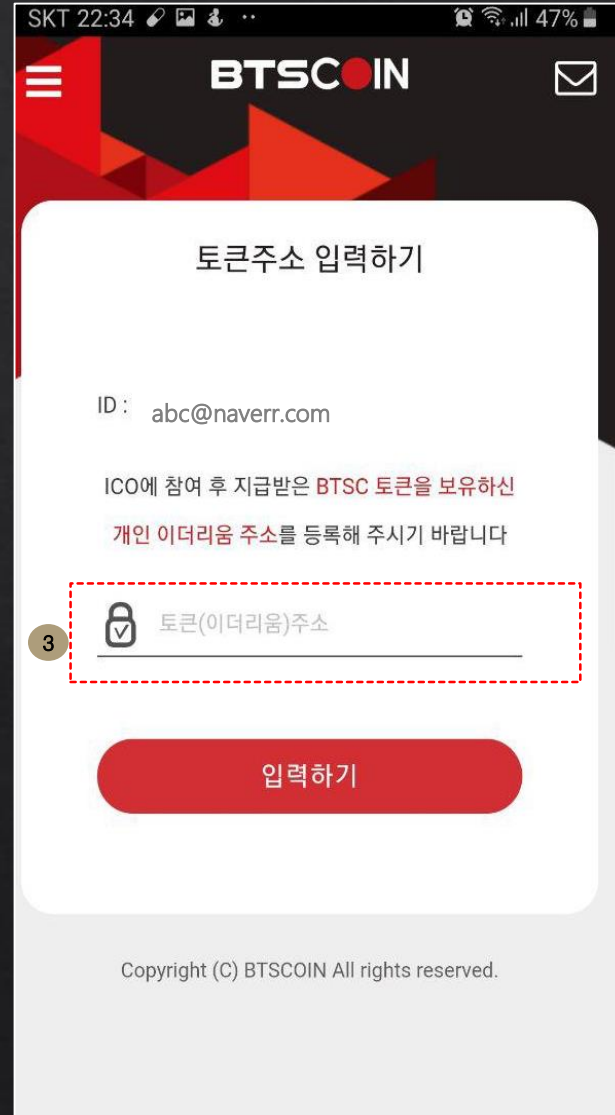 SKT 22:34 47%
BTSCOIN
토큰주소 입력하기
ID : abc@naverr.com
ICO에 참여 후 지급받은 BTSC 토큰을 보유하신
개인 이더리움 주소를 등록해 주시기 바랍니다
3 토큰(이더리움)주소
입력하기
Copyright (C) BTSCOIN All rights reserved.